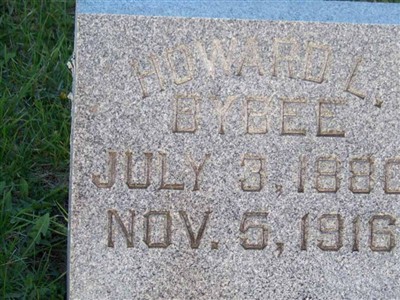 HOWARD L.
BYBEE
JULY 3, 1880
NOV. 5, 1916